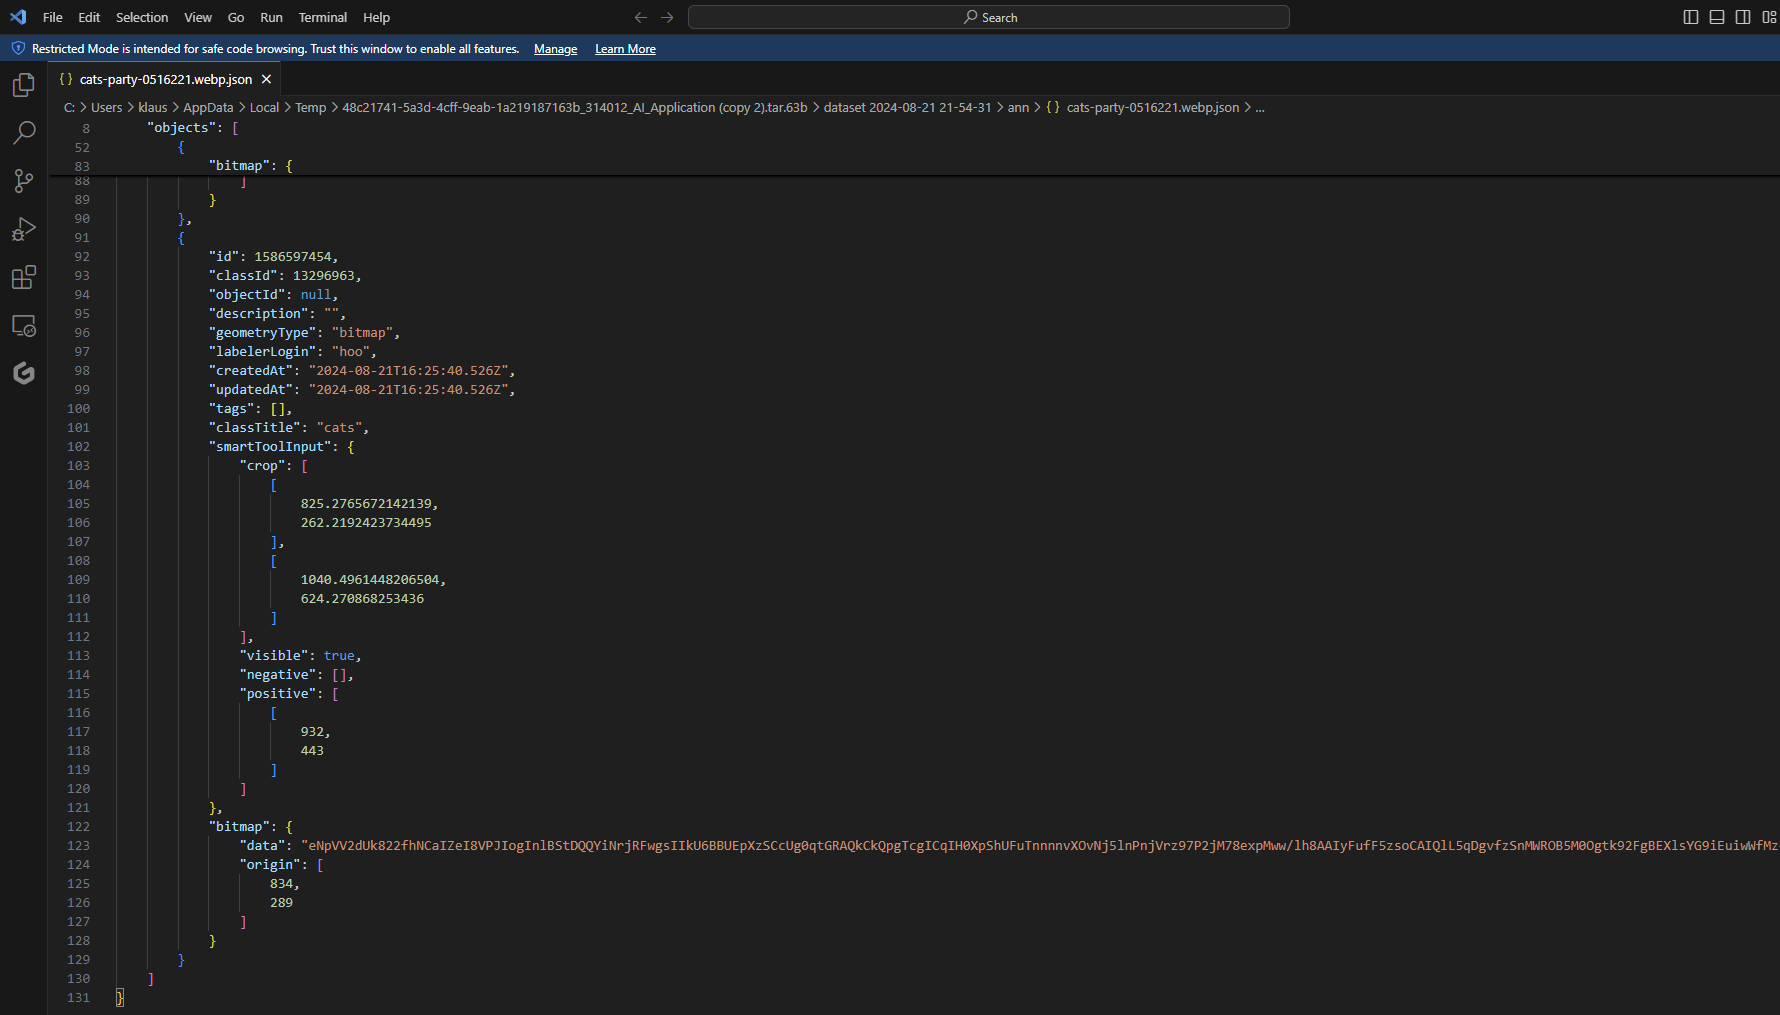 File Edit Selection View Go Run Terminal Help
Search
Restricted Mode is intended for safe code browsing. Trust this window to enable all features. Manage Learn More
{} cats-party-0516221.webp.json ×
C: > Users > klaus > AppData > Local > Temp > 48c21741-5a3d-4cff-9eab-1a219187163b_314012_AI_Application (copy 2).tar.63b > dataset 2024-08-21 21-54-31 > ann > {} cats-party-0516221.webp.json > ...
8 "objects": [
52 {
83 "bitmap": {
88 ]
89 }
90 },
91 {
92 "id": 1586597454,
93 "classId": 13296963,
94 "objectId": null,
95 "description": "",
96 "geometryType": "bitmap",
97 "labelerLogin": "hoo",
98 "createdAt": "2024-08-21T16:25:40.526Z",
99 "updatedAt": "2024-08-21T16:25:40.526Z",
100 "tags": [],
101 "classTitle": "cats",
102 "smartToolInput": {
103 "crop": [
104 [
105 825.2765672142139,
106 262.2192423734495
107 ],
108 [
109 1040.4961448206504,
110 624.270868253436
111 ]
112 ],
113 "visible": true,
114 "negative": [],
115 "positive": [
116 [
117 932,
118 443
119 ]
120 ]
121 },
122 "bitmap": {
123 "data":
124 "origin": [
125 834,
126 289
127 ]
128 }
129 }
130 ]
131 }